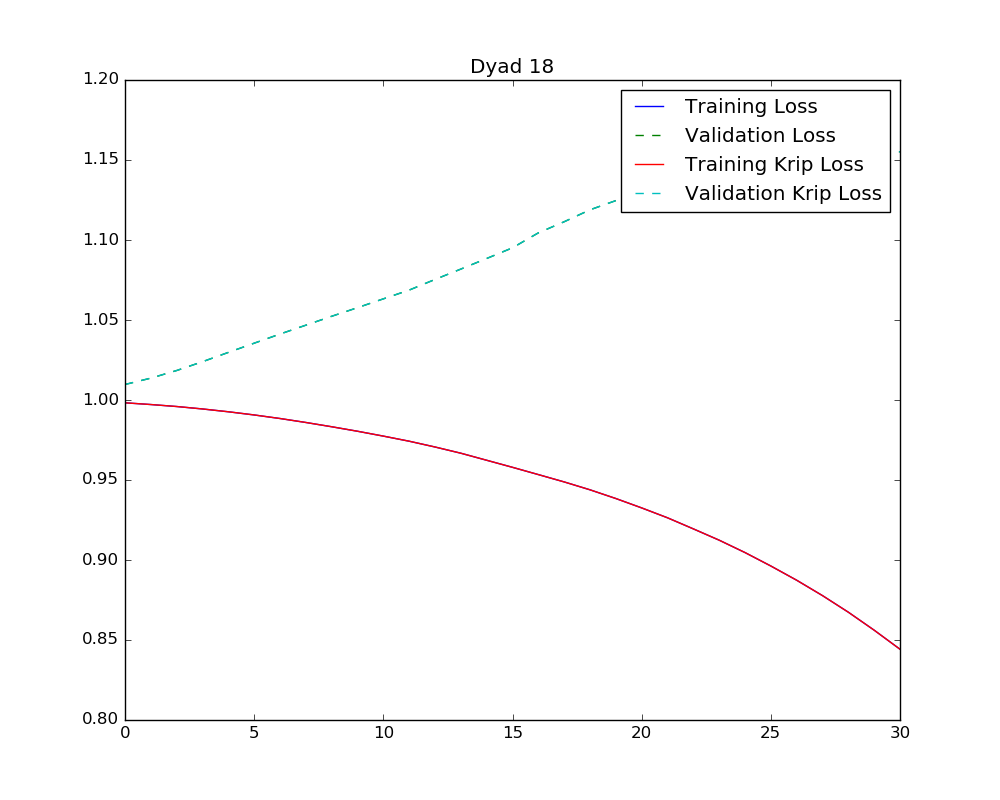 Dyad 18
1.20
1.15
1.10
1.05
1.00
0.95
0.90
0.85
0.80
0 5 10 15 20 25 30
Training Loss
Validation Loss
Training Krip Loss
Validation Krip Loss